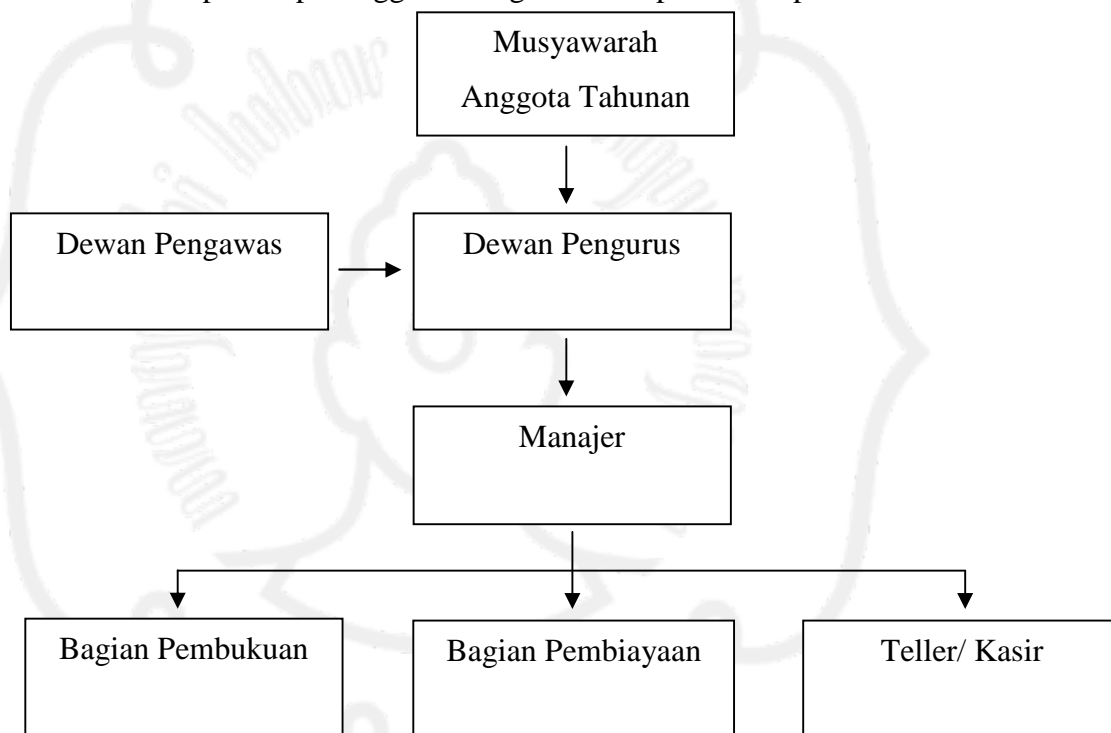 Musyawarah
Anggota Tahunan
Dewan Pengawas
Dewan Pengurus
Manajer
Bagian Pembukuan
Bagian Pembiayaan
Teller/ Kasir